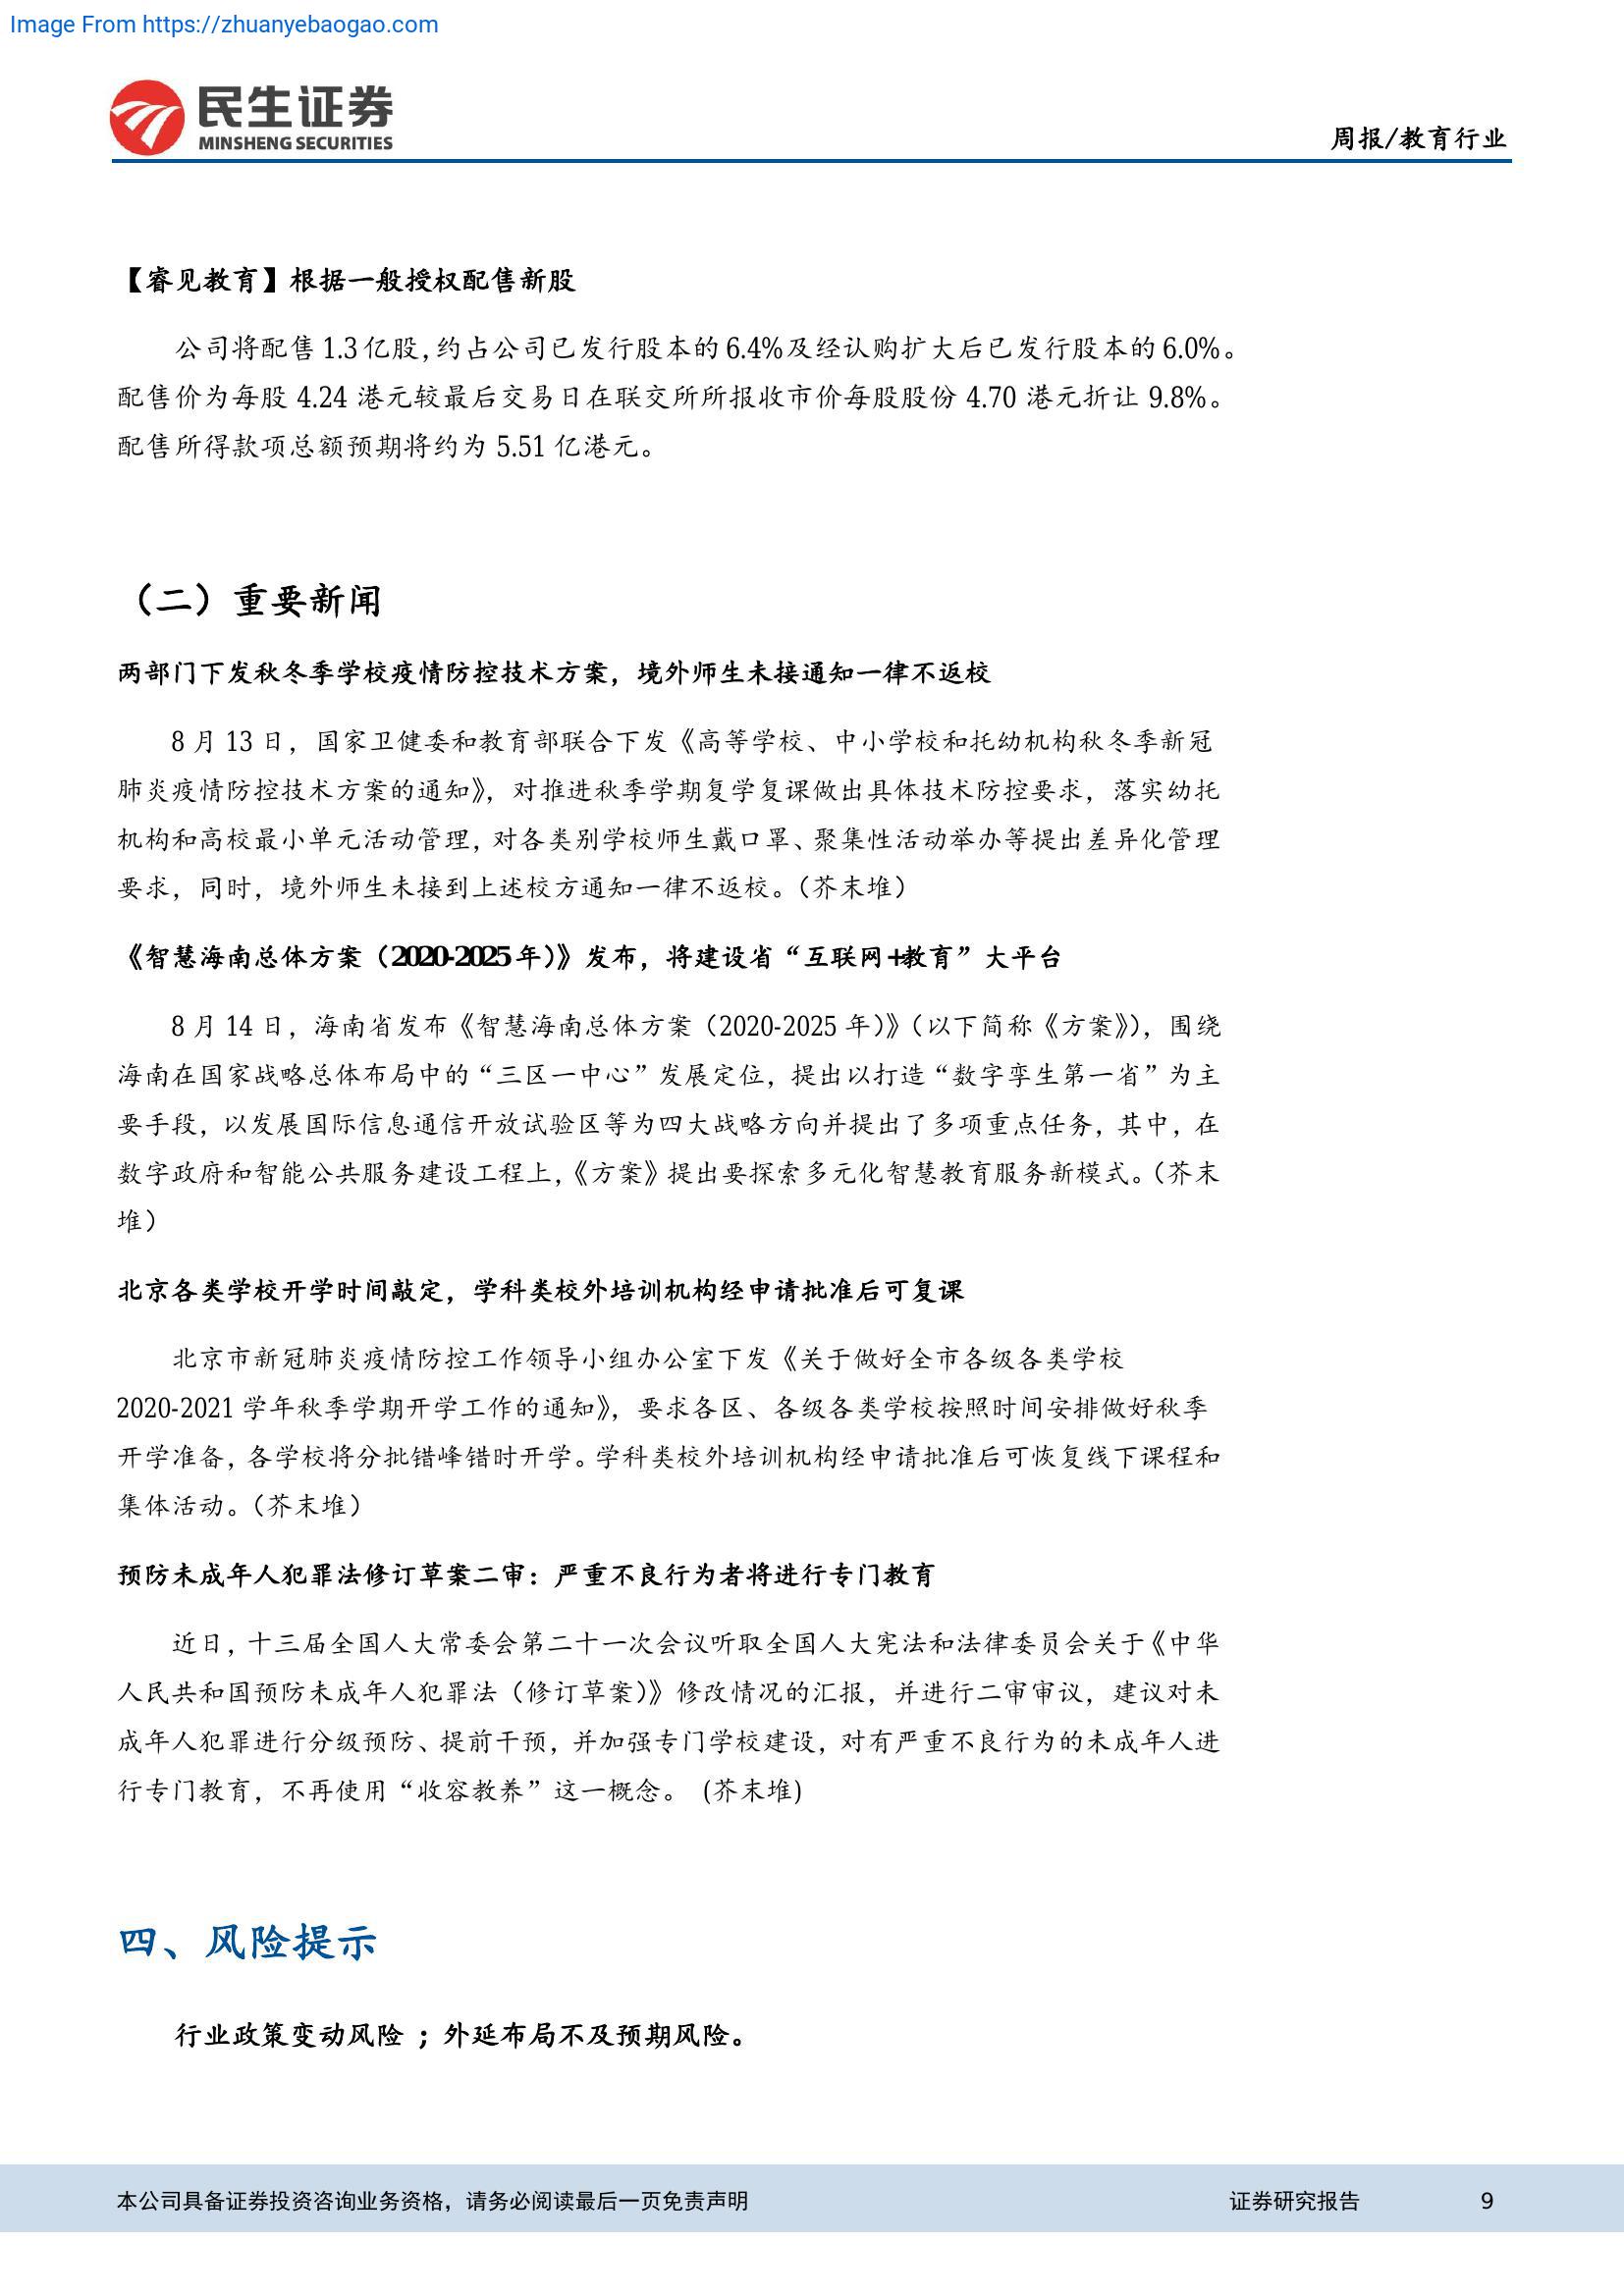 Image From https://zhuanyebaogao.com
民生证券
MINSHENG SECURITIES
周报/教育行业
【睿见教育】根据一般授权配售新股
公司将配售 1.3 亿股，约占公司已发行股本的 6.4%及经认购扩大后已发行股本的 6.0%。
配售价为每股 4.24 港元较最后交易日在联交所所报收市价每股股份 4.70 港元折让 9.8%。
配售所得款项总额预期将约为 5.51 亿港元。
（二）重要新闻
两部门下发秋冬季学校疫情防控技术方案，境外师生未接通知一律不返校
8 月 13 日，国家卫健委和教育部联合下发《高等学校、中小学校和托幼机构秋冬季新冠
肺炎疫情防控技术方案的通知》，对推进秋季学期复学复课做出具体技术防控要求，落实幼托
机构和高校最小单元活动管理，对各类别学校师生戴口罩、聚集性活动举办等提出差异化管理
要求，同时，境外师生未接到上述校方通知一律不返校。（芥末堆）
《智慧海南总体方案（2020-2025 年）》发布，将建设省“互联网+教育”大平台
8 月 14 日，海南省发布《智慧海南总体方案（2020-2025 年）》（以下简称《方案》），围绕
海南在国家战略总体布局中的“三区一中心”发展定位，提出以打造“数字孪生第一省”为主
要手段，以发展国际信息通信开放试验区等为四大战略方向并提出了多项重点任务，其中，在
数字政府和智能公共服务建设工程上，《方案》提出要探索多元化智慧教育服务新模式。（芥末
堆）
北京各类学校开学时间敲定，学科类校外培训机构经申请批准后可复课
北京市新冠肺炎疫情防控工作领导小组办公室下发《关于做好全市各级各类学校
2020-2021 学年秋季学期开学工作的通知》，要求各区、各级各类学校按照时间安排做好秋季
开学准备，各学校将分批错峰错时开学。学科类校外培训机构经申请批准后可恢复线下课程和
集体活动。（芥末堆）
预防未成年人犯罪法修订草案二审：严重不良行为者将进行专门教育
近日，十三届全国人大常委会第二十一次会议听取全国人大宪法和法律委员会关于《中华
人民共和国预防未成年人犯罪法（修订草案）》修改情况的汇报，并进行二审审议，建议对未
成年人犯罪进行分级预防、提前干预，并加强专门学校建设，对有严重不良行为的未成年人进
行专门教育，不再使用“收容教养”这一概念。 (芥末堆)
四、风险提示
行业政策变动风险 ；外延布局不及预期风险。
本公司具备证券投资咨询业务资格，请务必阅读最后一页免责声明 证券研究报告 9